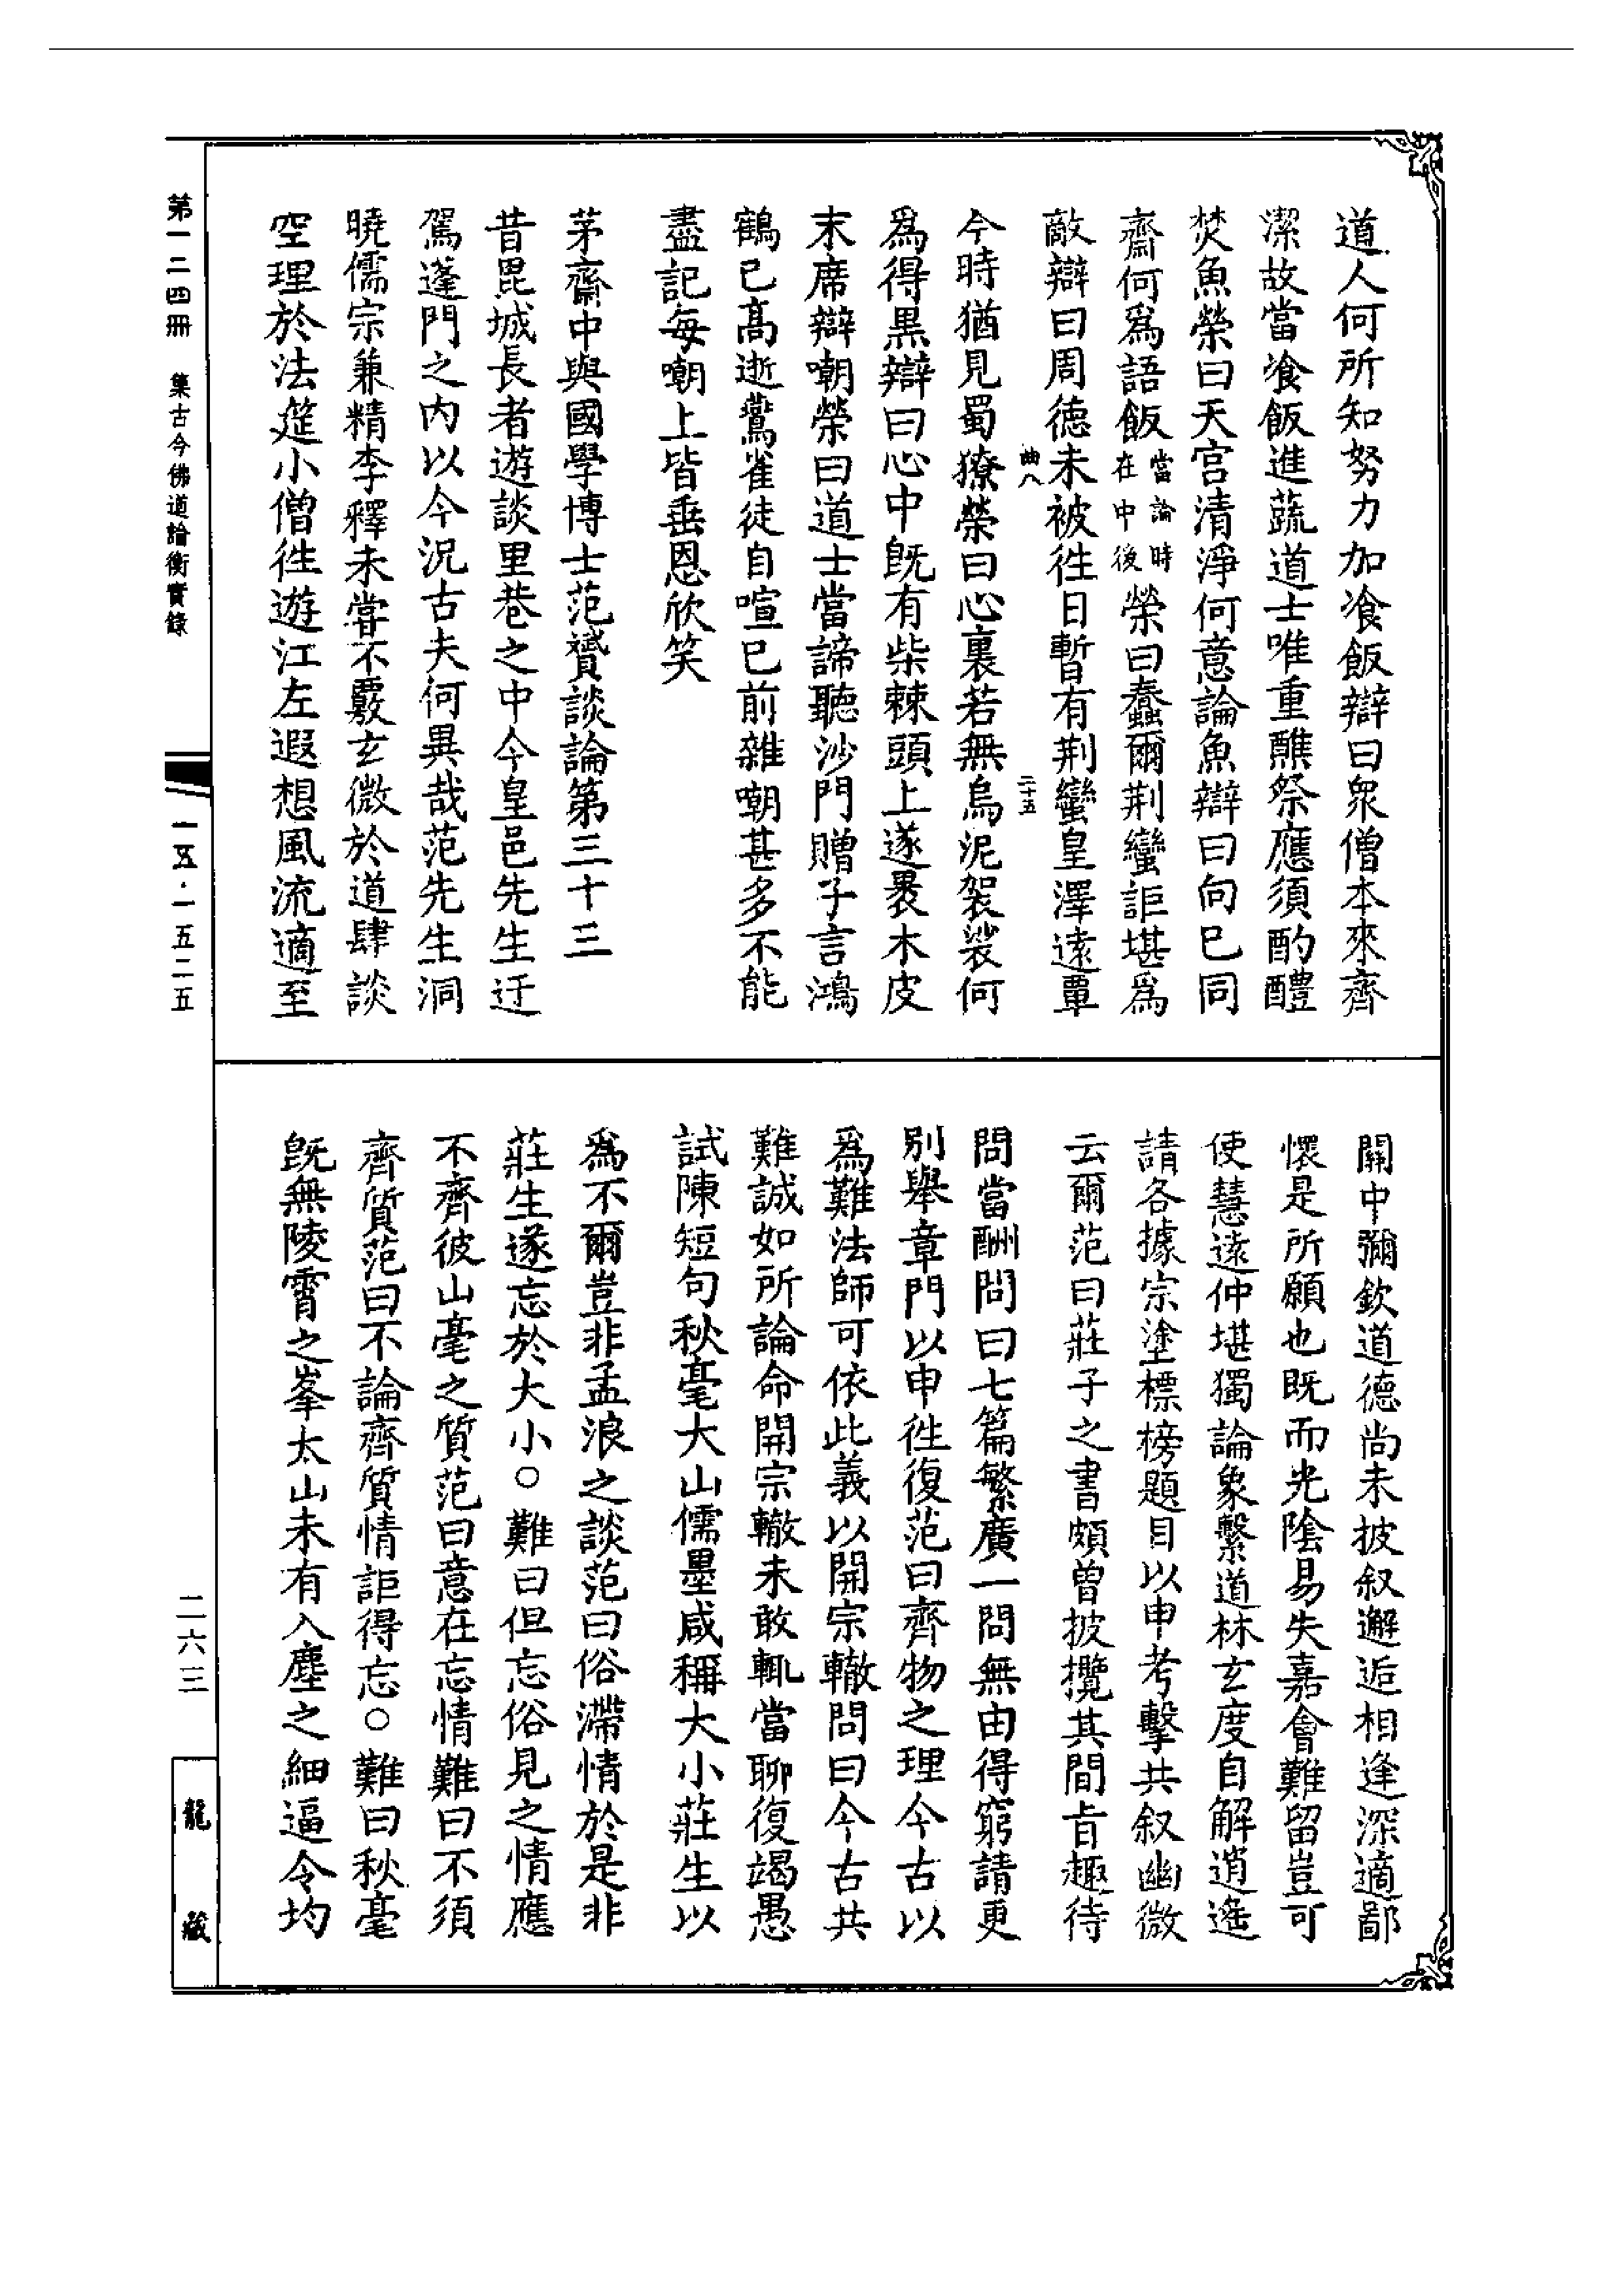 道人何所知努力加飡飯辯曰衆僧本來齊
潔故當飡飯進蔬道士唯重醮祭應須酌醴
焚魚榮曰天宮清淨何意論魚辯曰向已同
齋何爲語飯當論時在中後榮曰蠢爾荆蠻詎堪爲
敵辯曰周德未被徃日暫有荆蠻皇澤遠覃
曲八
二十五
今時猶見蜀獠榮曰心裏若無烏泥袈裟何
爲得黒辯曰心中旣有柴棘頭上遂褁木皮
末席辯嘲榮曰道士當諦聽沙門贈子言鴻
鶴已高逝鷰雀徒自喧已前雜嘲甚多不能
盡記每嘲上皆垂恩欣笑
茅齋中與國學博士范贇談論第三十三
昔毘城長者遊談里巷之中今皇邑先生迂
駕蓬門之内以今況古夫何異哉范先生洞
曉儒宗兼精李釋未甞不覈玄微於道肆談
空理於法筵小僧徃遊江左遐想風流適至
關中彌欽道德尚未披叙邂逅相逢深適鄙
懷是所願也旣而光陰易失嘉會難留豈可
使慧遠仲堪獨論象繫道林玄度自解逍遙
請各據宗塗標榜題目以申考擊共叙幽微
云爾范曰莊子之書頗曾披攬其間㫖趣待
問當酬問曰七篇繁廣一問無由得窮請更
別舉章門以申徃復范曰齊物之理今古以
爲難法師可依此義以開宗轍問曰今古共
難誠如所論命開宗轍未敢輒當聊復竭愚
試陳短句秋毫大山儒墨咸稱大小莊生以
爲不爾豈非孟浪之談范曰俗滯情於是非
莊生遂忘於大小○難曰但忘俗見之情應
不齊彼山毫之質范曰意在忘情難曰不須
齊質范曰不論齊質情詎得忘○難曰秋毫
旣無陵霄之峯太山未有入塵之細逼令均
第一二四冊　集古今佛道論衡實錄
一五·一五二五
二六三
龍藏